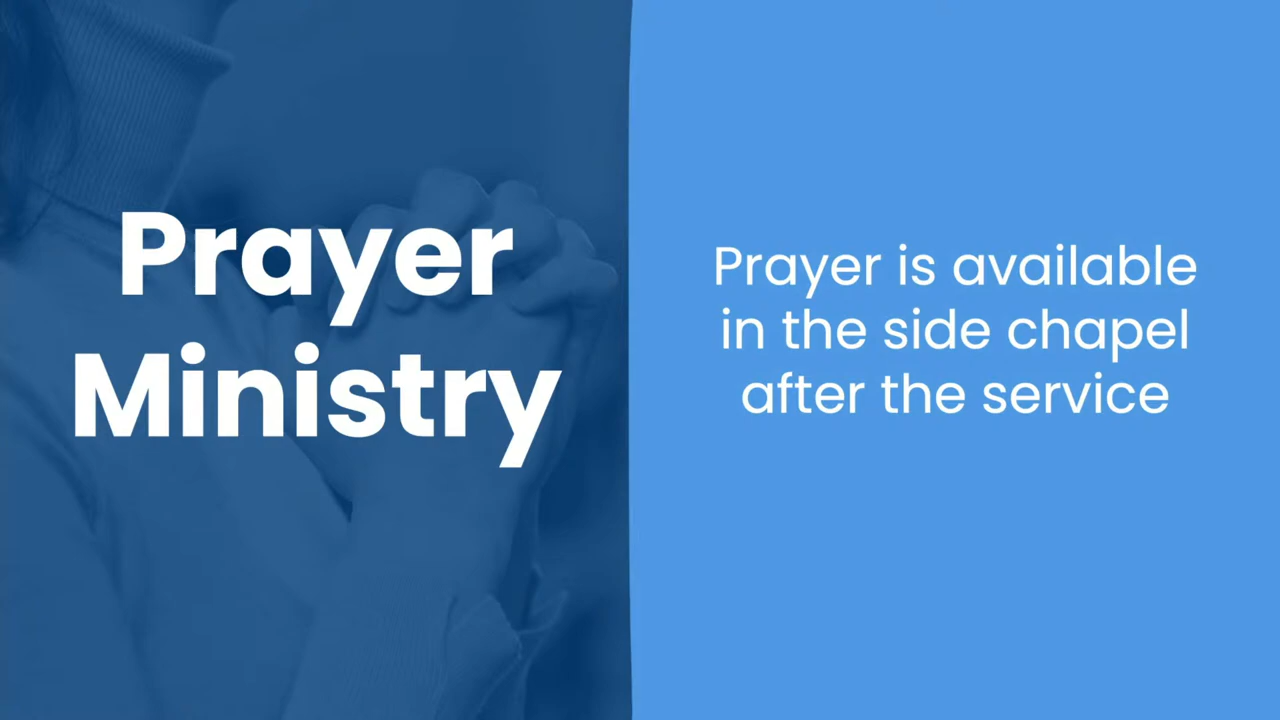 Prayer
Ministry
Prayer is available
in the side chapel
after the service